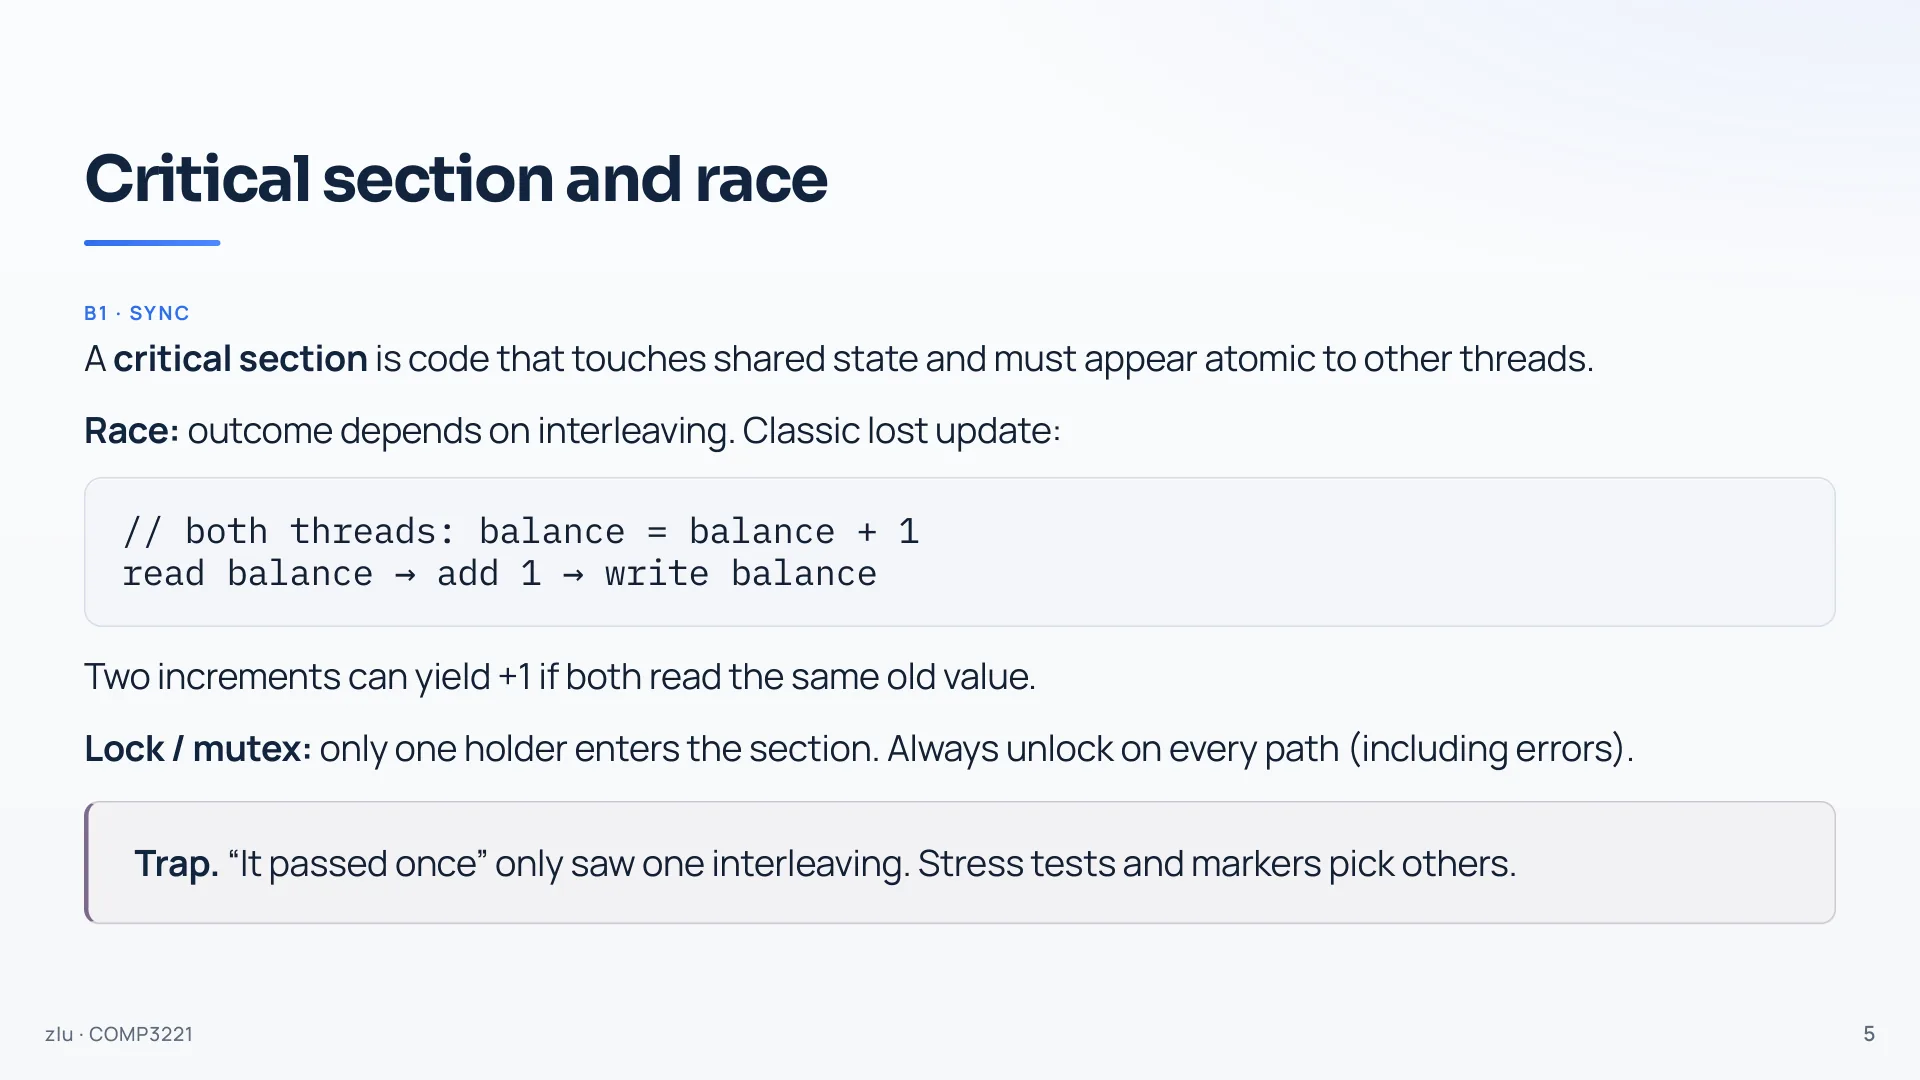 Critical section and race
B1 · SYNC
A critical section is code that touches shared state and must appear atomic to other threads.
Race: outcome depends on interleaving. Classic lost update:
// both threads: balance = balance + 1
read balance → add 1 → write balance
Two increments can yield +1 if both read the same old value.
Lock / mutex: only one holder enters the section. Always unlock on every path (including errors).
Trap. “It passed once” only saw one interleaving. Stress tests and markers pick others.
zlu · COMP3221
5